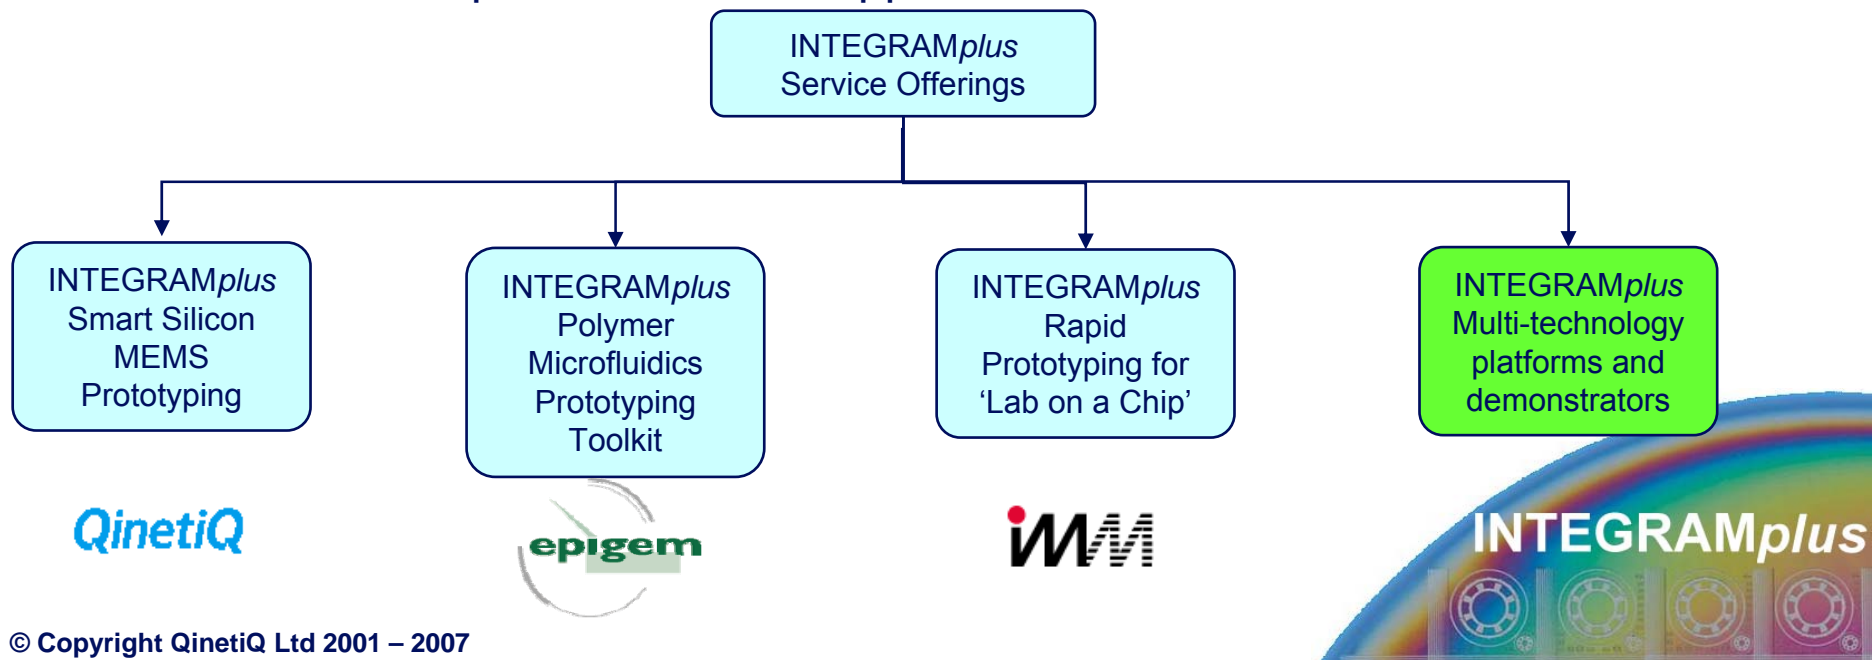 INTEGRAMplus
Service Offerings
INTEGRAMplus
Smart Silicon
MEMS
Prototyping
INTEGRAMplus
Polymer
Microfluidics
Prototyping
Toolkit
INTEGRAMplus
Rapid
Prototyping for
‘Lab on a Chip’
INTEGRAMplus
Multi-technology
platforms and
demonstrators
QinetiQ
epigem
iMM
INTEGRAMplus
© Copyright QinetiQ Ltd 2001 – 2007